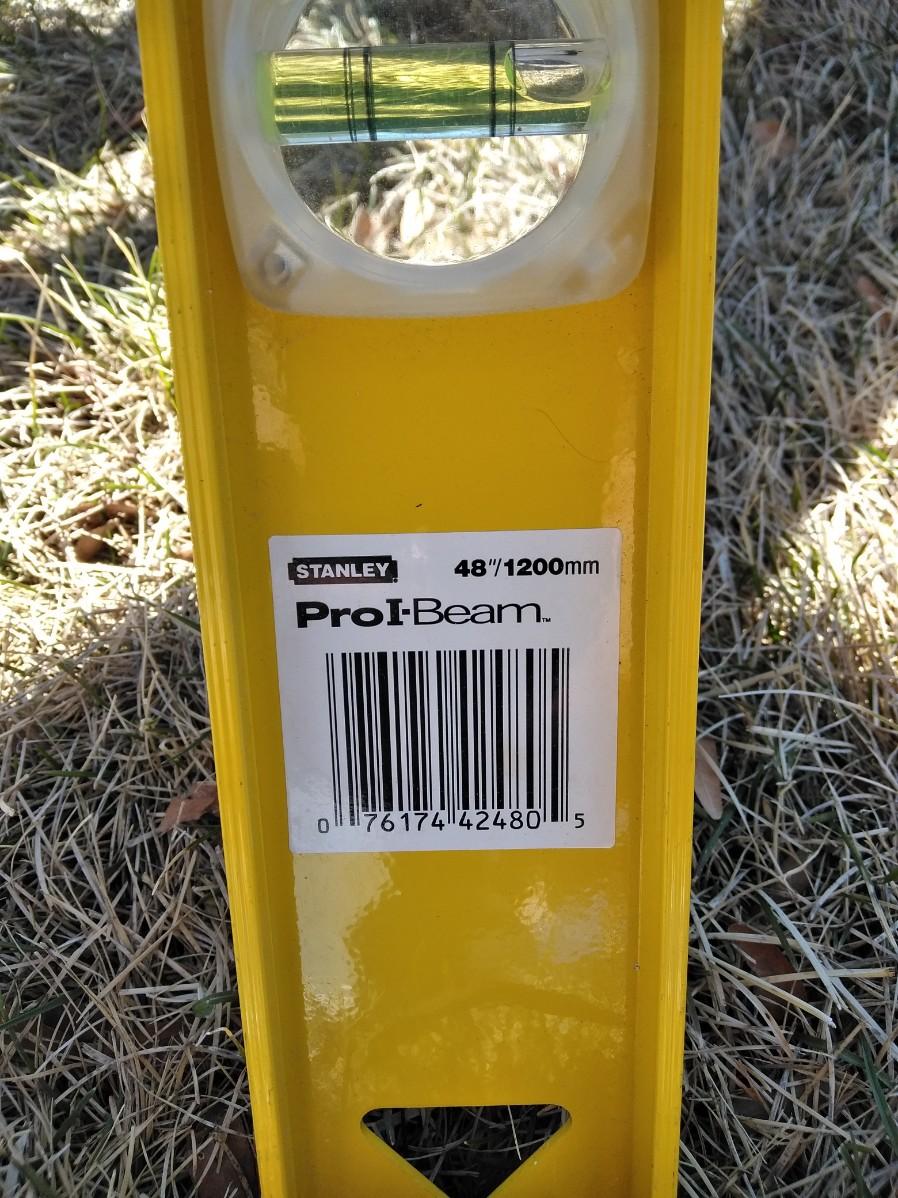 STANLEY. 48"/1200mm
ProI-Beam™
0 76174 42480 5